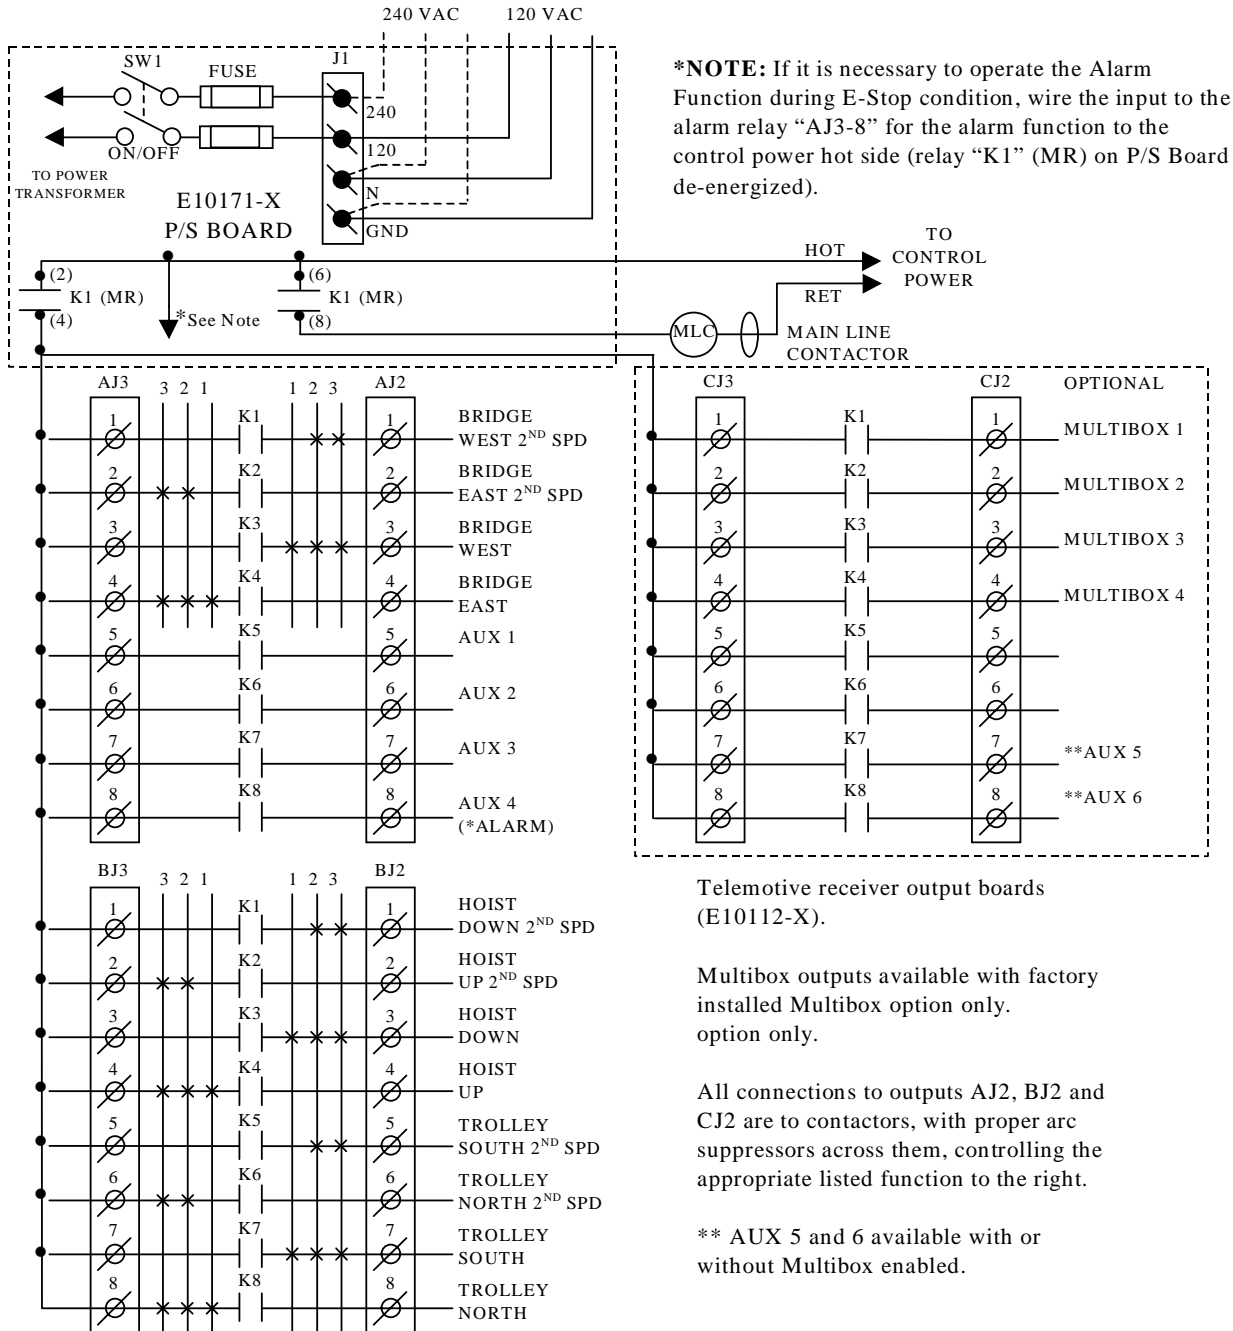 240 VAC 120 VAC
SW1
FUSE
J1
240
120
N
GND
ON/OFF
TO POWER
TRANSFORMER
E10171-X
P/S BOARD
*NOTE: If it is necessary to operate the Alarm
Function during E-Stop condition, wire the input to the
alarm relay “AJ3-8” for the alarm function to the
control power hot side (relay “K1” (MR) on P/S Board
de-energized).
(2)
K1 (MR)
(4)
*See Note
(6)
K1 (MR)
(8)
HOT
RET
TO
CONTROL
POWER
MLC
MAIN LINE
CONTACTOR
AJ3 3 2 1 1 2 3 AJ2
1 K1 1 BRIDGE
WEST 2ND SPD
2 K2 2 BRIDGE
EAST 2ND SPD
3 K3 3 BRIDGE
WEST
4 K4 4 BRIDGE
EAST
5 K5 5 AUX 1
6 K6 6 AUX 2
7 K7 7 AUX 3
8 K8 8 AUX 4
(*ALARM)
CJ3 CJ2 OPTIONAL
1 K1 1 MULTIBOX 1
2 K2 2 MULTIBOX 2
3 K3 3 MULTIBOX 3
4 K4 4 MULTIBOX 4
5 K5 5
6 K6 6
7 K7 7 **AUX 5
8 K8 8 **AUX 6
BJ3 3 2 1 1 2 3 BJ2
1 K1 1 HOIST
DOWN 2ND SPD
2 K2 2 HOIST
UP 2ND SPD
3 K3 3 HOIST
DOWN
4 K4 4 HOIST
UP
5 K5 5 TROLLEY
SOUTH 2ND SPD
6 K6 6 TROLLEY
NORTH 2ND SPD
7 K7 7 TROLLEY
SOUTH
8 K8 8 TROLLEY
NORTH
Telemotive receiver output boards
(E10112-X).
Multibox outputs available with factory
installed Multibox option only.
option only.
All connections to outputs AJ2, BJ2 and
CJ2 are to contactors, with proper arc
suppressors across them, controlling the
appropriate listed function to the right.
** AUX 5 and 6 available with or
without Multibox enabled.